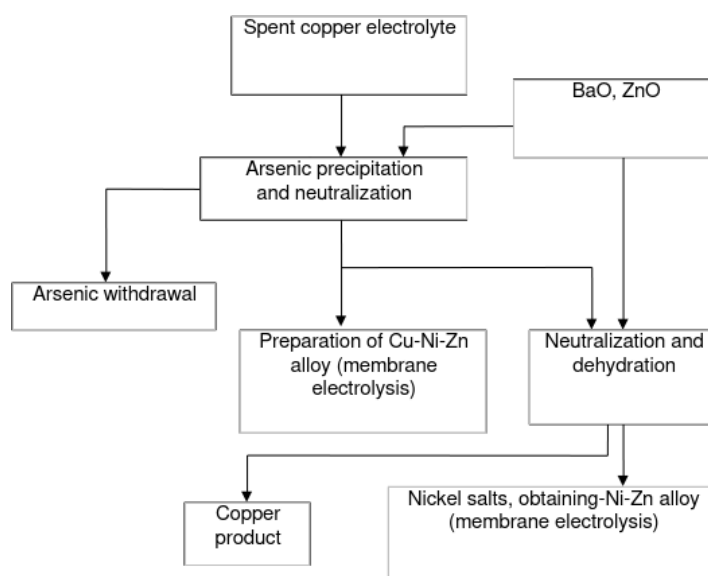 Spent copper electrolyte
BaO, ZnO
Arsenic precipitation
and neutralization
Arsenic withdrawal
Preparation of Cu-Ni-Zn
alloy (membrane
electrolysis)
Neutralization and
dehydration
Copper
product
Nickel salts, obtaining-Ni-Zn alloy
(membrane electrolysis)